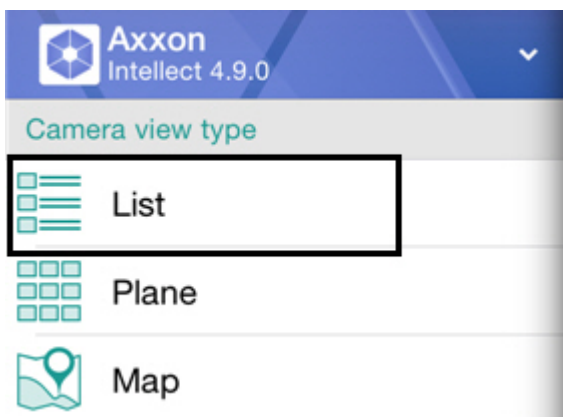 Axxon
Intellect 4.9.0
Camera view type
List
Plane
Map